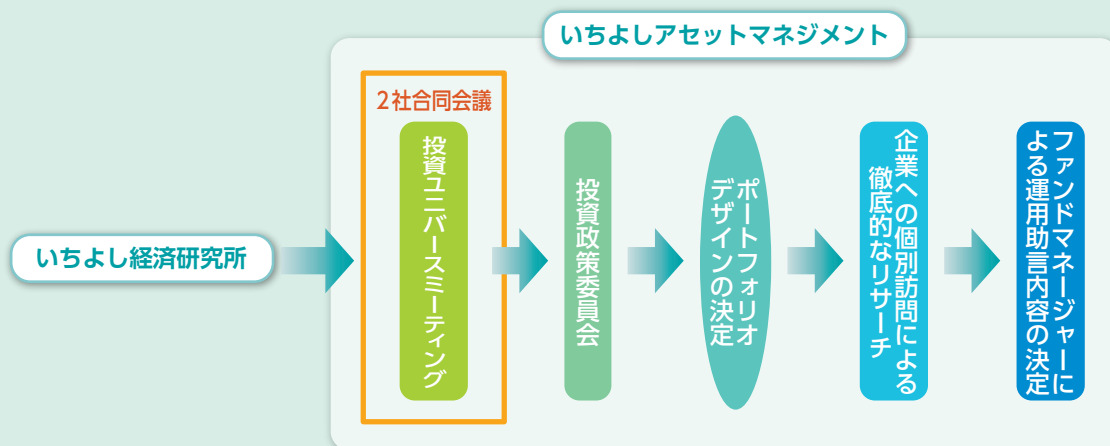 いちよしアセットマネジメント
2社合同会議
いちよし経済研究所
投資ユニバースミーティング
投資政策委員会
ポートフォリオ
デザインの決定
企業への個別訪問による
徹底的なリサーチ
ファンドマネージャーに
よる運用助言内容の決定